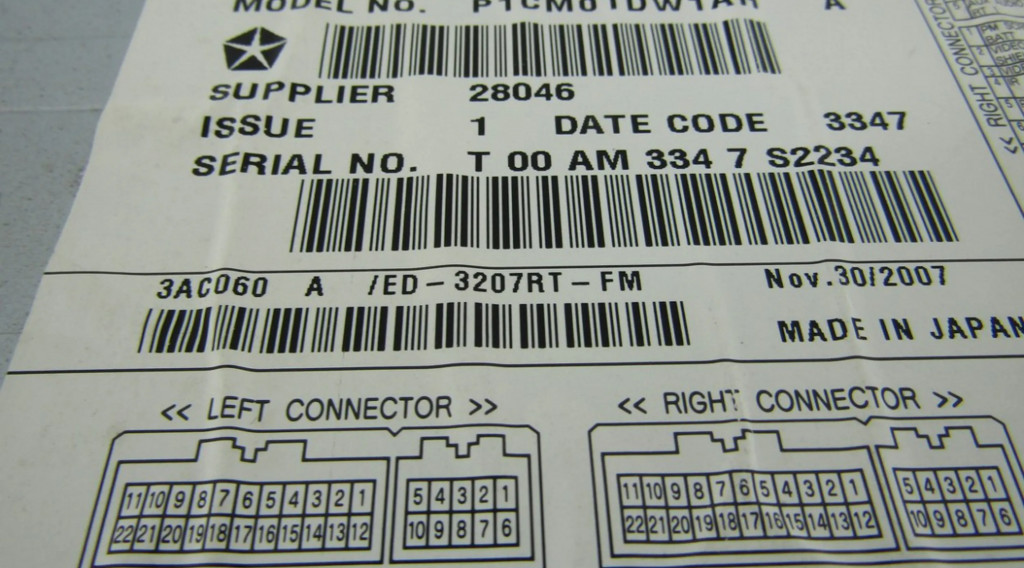 MODEL NO. P1CM01DW1AH A
SUPPLIER 28046
ISSUE 1 DATE CODE 3347
SERIAL NO. T 00 AM 334 7 S2234
3AC060 A /ED-3207RT-FM Nov.30/2007
MADE IN JAPAN
<< LEFT CONNECTOR >> << RIGHT CONNECTOR >>
11 10 9 8 7 6 5 4 3 2 1 5 4 3 2 1 11 10 9 8 7 6 5 4 3 2 1 5 4 3 2 1
22 21 20 19 18 17 16 15 14 13 12 10 9 8 7 6 22 21 20 19 18 17 16 15 14 13 12 10 9 8 7 6
<< RIGHT CONNECTOR
BATT